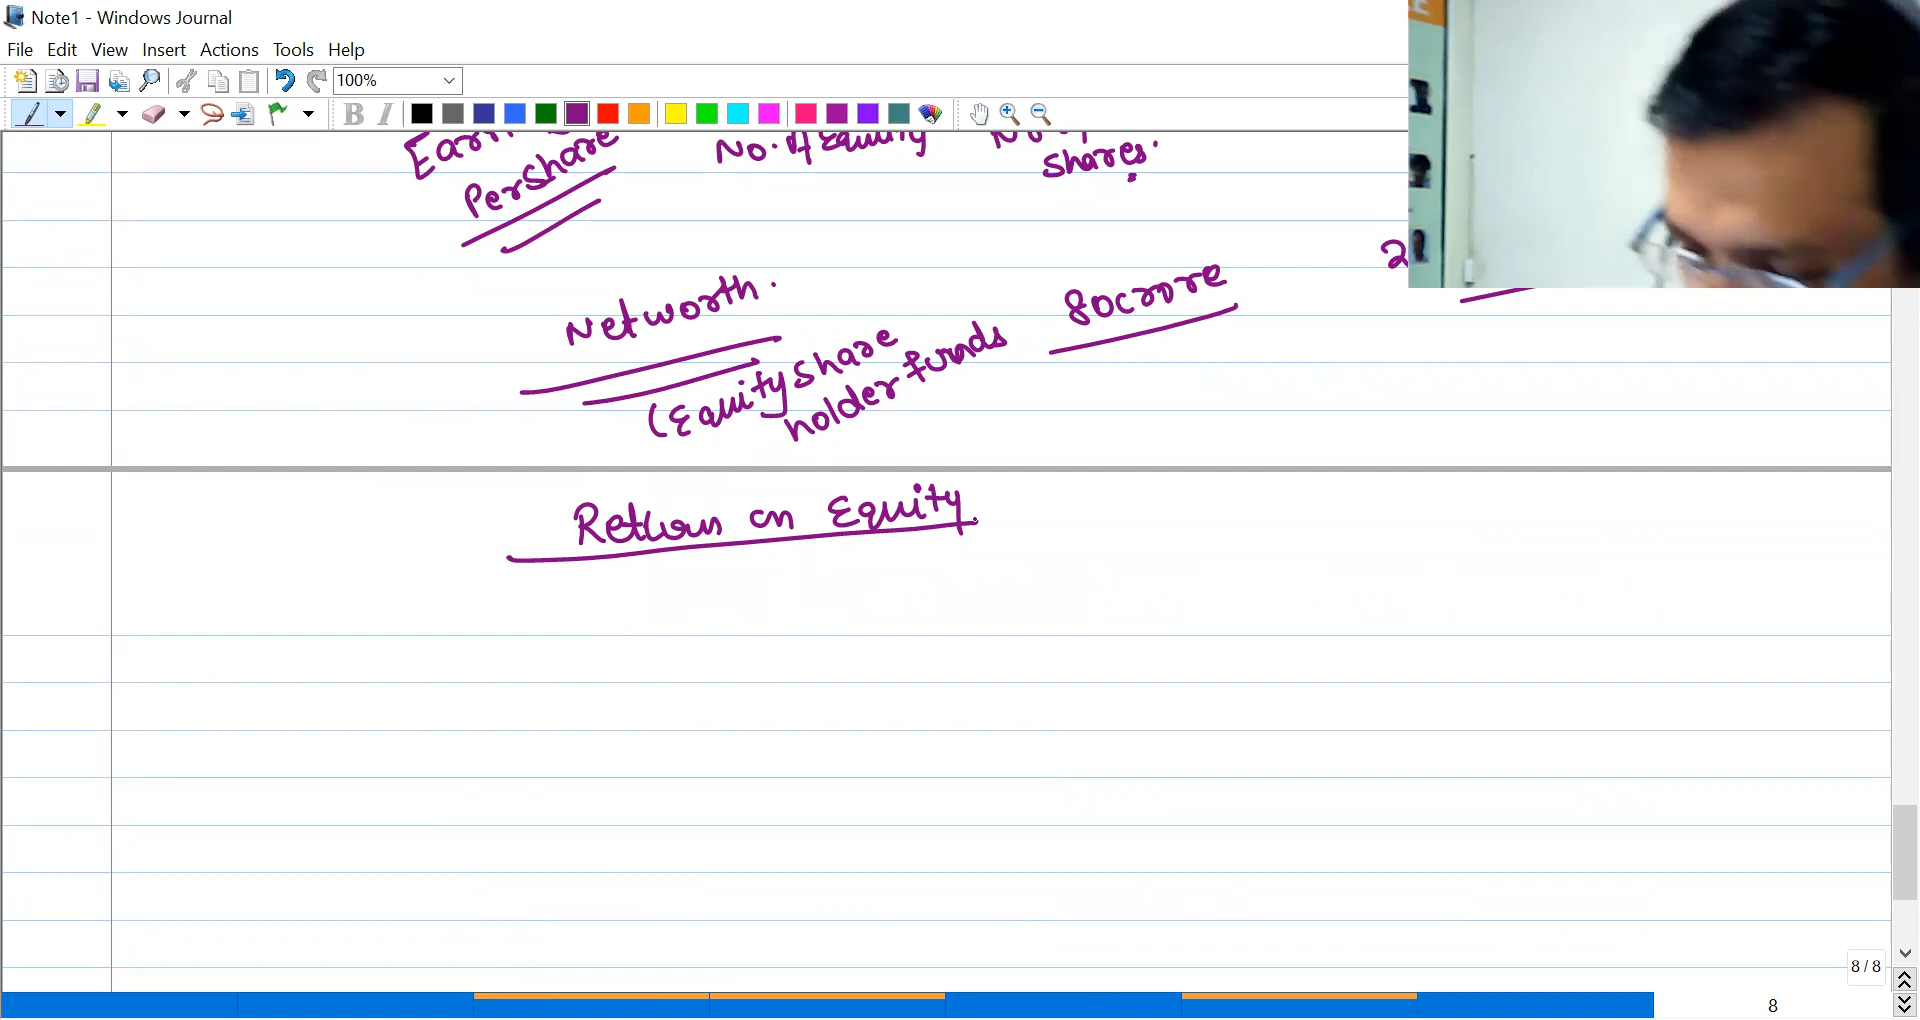 Note1 - Windows Journal
File Edit View Insert Actions Tools Help
100%
B I
Per Share
No. of Equity
Shares.
2
Networth.
80 crore
(Equity Share
holder funds
Return on Equity
8 / 8
8